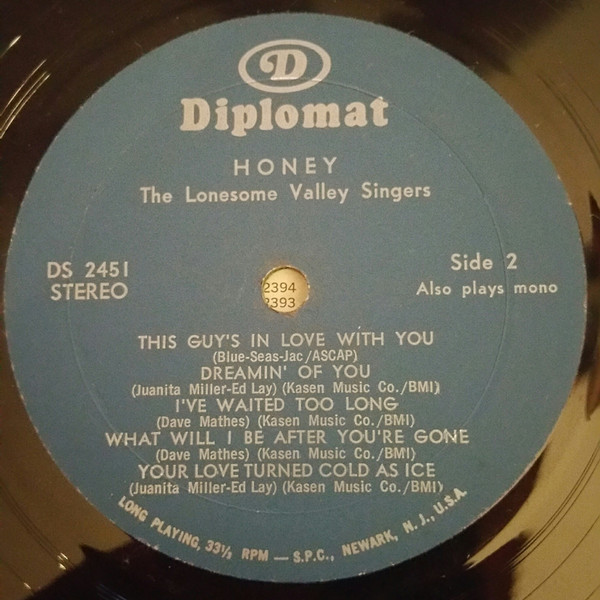 D
Diplomat
HONEY
The Lonesome Valley Singers
DS 2451
STEREO
Side 2
Also plays mono
2394
2393
THIS GUY'S IN LOVE WITH YOU
(Blue-Seas-Jac/ASCAP)
DREAMIN' OF YOU
(Juanita Miller-Ed Lay) (Kasen Music Co./BMI)
I'VE WAITED TOO LONG
(Dave Mathes) (Kasen Music Co./BMI)
WHAT WILL I BE AFTER YOU'RE GONE
(Dave Mathes) (Kasen Music Co./BMI)
YOUR LOVE TURNED COLD AS ICE
(Juanita Miller-Ed Lay) (Kasen Music Co./BMI)
LONG PLAYING, 33⅓ RPM — S.P.C., NEWARK, N. J., U.S.A.